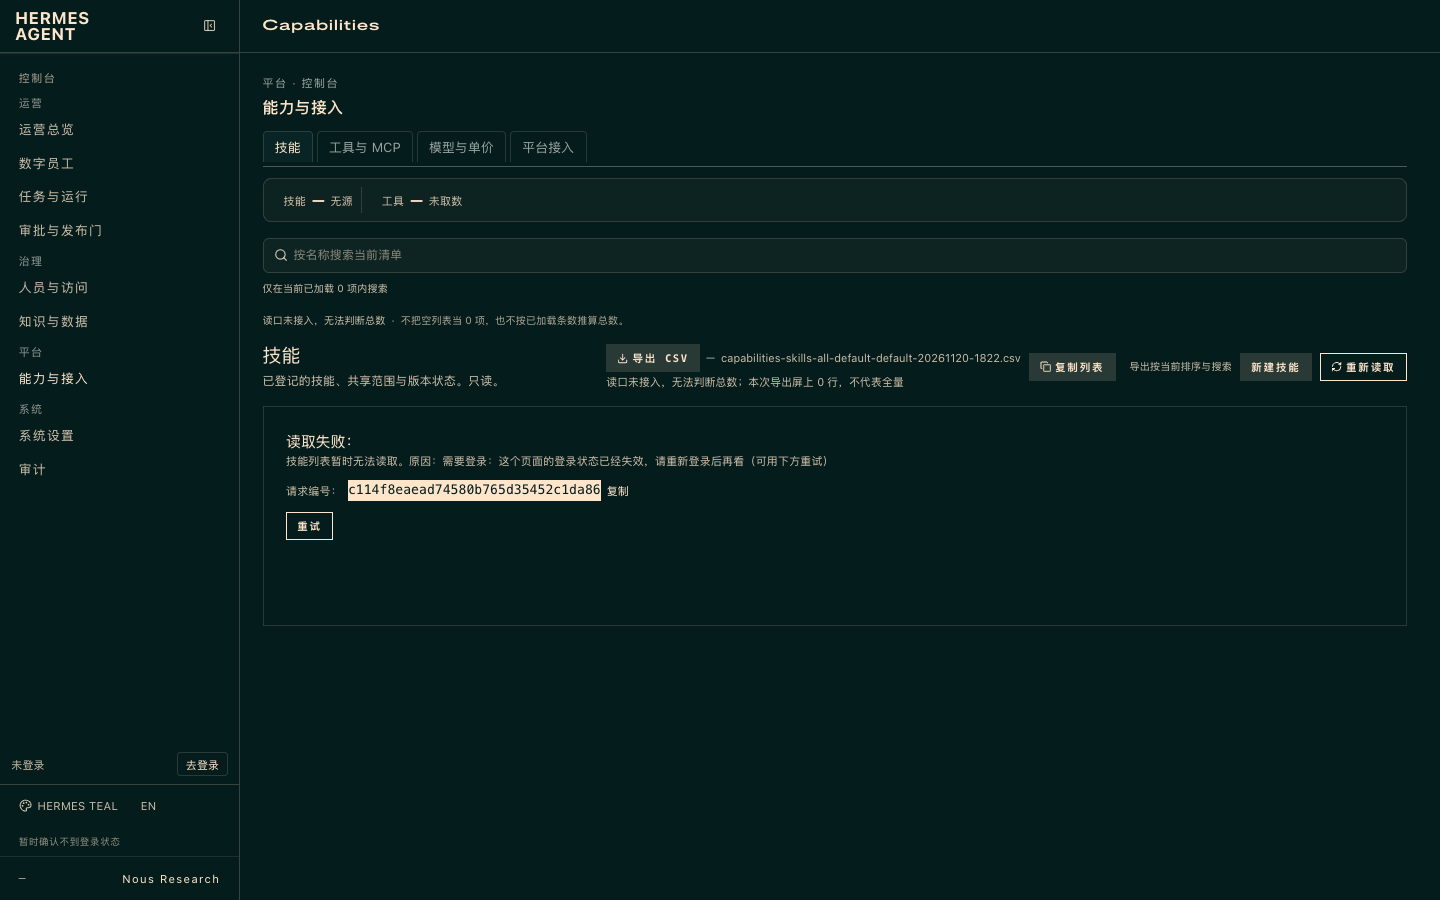 HERMES
AGENT
Capabilities
控制台
运营
运营总览
数字员工
任务与运行
审批与发布门
治理
人员与访问
知识与数据
平台
能力与接入
系统
系统设置
审计
未登录
去登录
HERMES TEAL
EN
暂时确认不到登录状态
—
Nous Research
平台 · 控制台
能力与接入
技能
工具与 MCP
模型与单价
平台接入
技能 — 无源
工具 — 未取数
按名称搜索当前清单
仅在当前已加载 0 项内搜索
读口未接入，无法判断总数 · 不把空列表当 0 项，也不按已加载条数推算总数。
技能
已登记的技能、共享范围与版本状态。只读。
导出 CSV — capabilities-skills-all-default-default-20261120-1822.csv
读口未接入，无法判断总数；本次导出屏上 0 行，不代表全量
复制列表
导出按当前排序与搜索
新建技能
重新读取
读取失败：
技能列表暂时无法读取。原因：需要登录：这个页面的登录状态已经失效，请重新登录后再看（可用下方重试）
请求编号： c114f8eaead74580b765d35452c1da86 复制
重试